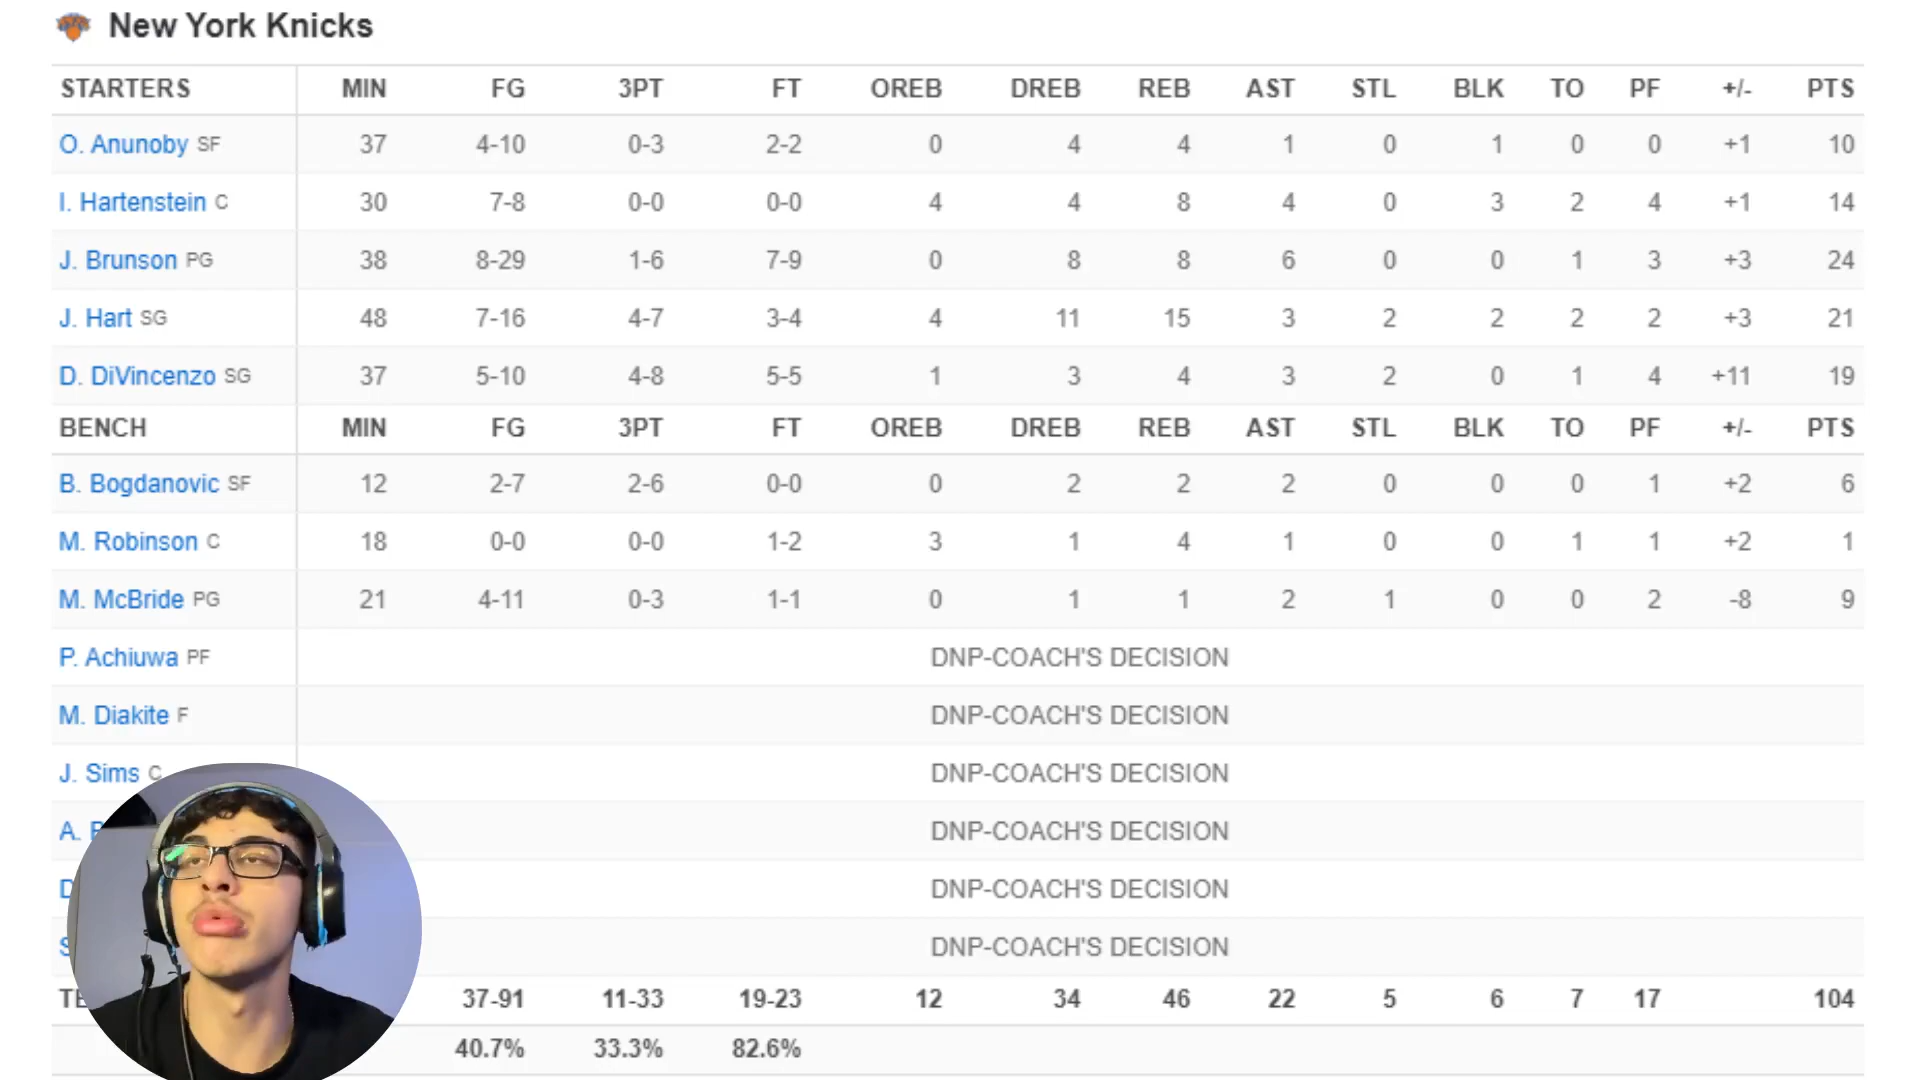 New York Knicks
STARTERS MIN FG 3PT FT OREB DREB REB AST STL BLK TO PF +/- PTS
O. Anunoby SF 37 4-10 0-3 2-2 0 4 4 1 0 1 0 0 +1 10
I. Hartenstein C 30 7-8 0-0 0-0 4 4 8 4 0 3 2 4 +1 14
J. Brunson PG 38 8-29 1-6 7-9 0 8 8 6 0 0 1 3 +3 24
J. Hart SG 48 7-16 4-7 3-4 4 11 15 3 2 2 2 2 +3 21
D. DiVincenzo SG 37 5-10 4-8 5-5 1 3 4 3 2 0 1 4 +11 19
BENCH MIN FG 3PT FT OREB DREB REB AST STL BLK TO PF +/- PTS
B. Bogdanovic SF 12 2-7 2-6 0-0 0 2 2 2 0 0 0 1 +2 6
M. Robinson C 18 0-0 0-0 1-2 3 1 4 1 0 0 1 1 +2 1
M. McBride PG 21 4-11 0-3 1-1 0 1 1 2 1 0 0 2 -8 9
P. Achiuwa PF DNP-COACH'S DECISION
M. Diakite F DNP-COACH'S DECISION
J. Sims C DNP-COACH'S DECISION
A. DNP-COACH'S DECISION
DNP-COACH'S DECISION
DNP-COACH'S DECISION
37-91 11-33 19-23 12 34 46 22 5 6 7 17 104
40.7% 33.3% 82.6%